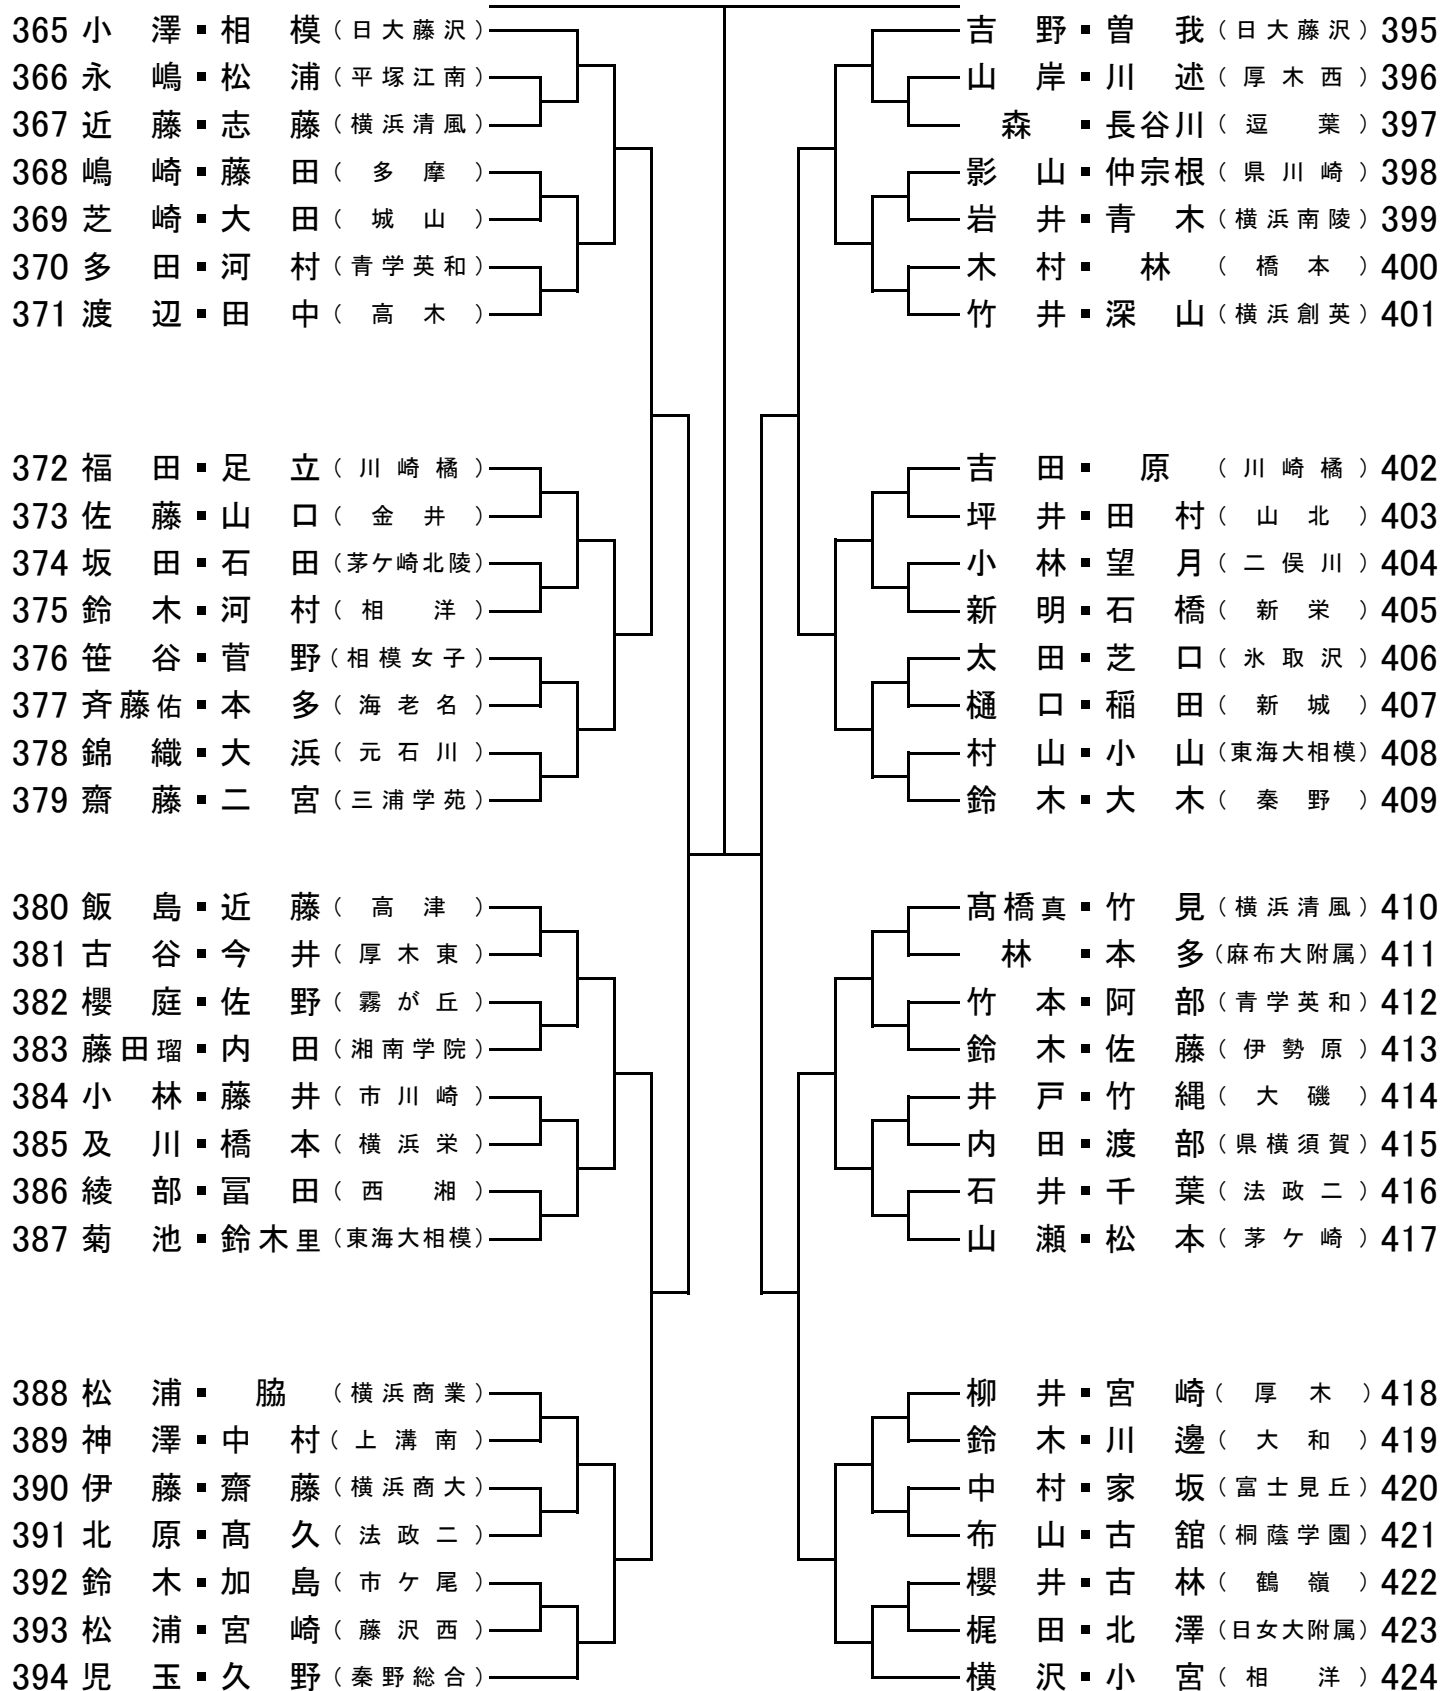 365 小澤・相模（日大藤沢）
366 永嶋・松浦（平塚江南）
367 近藤・志藤（横浜清風）
368 嶋崎・藤田（多摩）
369 芝崎・大田（城山）
370 多田・河村（青学英和）
371 渡辺・田中（高木）
372 福田・足立（川崎橘）
373 佐藤・山口（金井）
374 坂田・石田（茅ケ崎北陵）
375 鈴木・河村（相洋）
376 笹谷・菅野（相模女子）
377 斉藤佑・本多（海老名）
378 錦織・大浜（元石川）
379 齋藤・二宮（三浦学苑）
380 飯島・近藤（高津）
381 古谷・今井（厚木東）
382 櫻庭・佐野（霧が丘）
383 藤田瑠・内田（湘南学院）
384 小林・藤井（市川崎）
385 及川・橋本（横浜栄）
386 綾部・冨田（西湘）
387 菊池・鈴木里（東海大相模）
388 松浦・脇（横浜商業）
389 神澤・中村（上溝南）
390 伊藤・齋藤（横浜商大）
391 北原・髙久（法政二）
392 鈴木・加島（市ケ尾）
393 松浦・宮崎（藤沢西）
394 児玉・久野（秦野総合）
吉野・曽我（日大藤沢）395
山岸・川述（厚木西）396
森・長谷川（逗葉）397
影山・仲宗根（県川崎）398
岩井・青木（横浜南陵）399
木村・林（橋本）400
竹井・深山（横浜創英）401
吉田・原（川崎橘）402
坪井・田村（山北）403
小林・望月（二俣川）404
新明・石橋（新栄）405
太田・芝口（氷取沢）406
樋口・稲田（新城）407
村山・小山（東海大相模）408
鈴木・大木（秦野）409
髙橋真・竹見（横浜清風）410
林・本多（麻布大附属）411
竹本・阿部（青学英和）412
鈴木・佐藤（伊勢原）413
井戸・竹縄（大磯）414
内田・渡部（県横須賀）415
石井・千葉（法政二）416
山瀬・松本（茅ケ崎）417
柳井・宮崎（厚木）418
鈴木・川邊（大和）419
中村・家坂（富士見丘）420
布山・古舘（桐蔭学園）421
櫻井・古林（鶴嶺）422
梶田・北澤（日女大附属）423
横沢・小宮（相洋）424